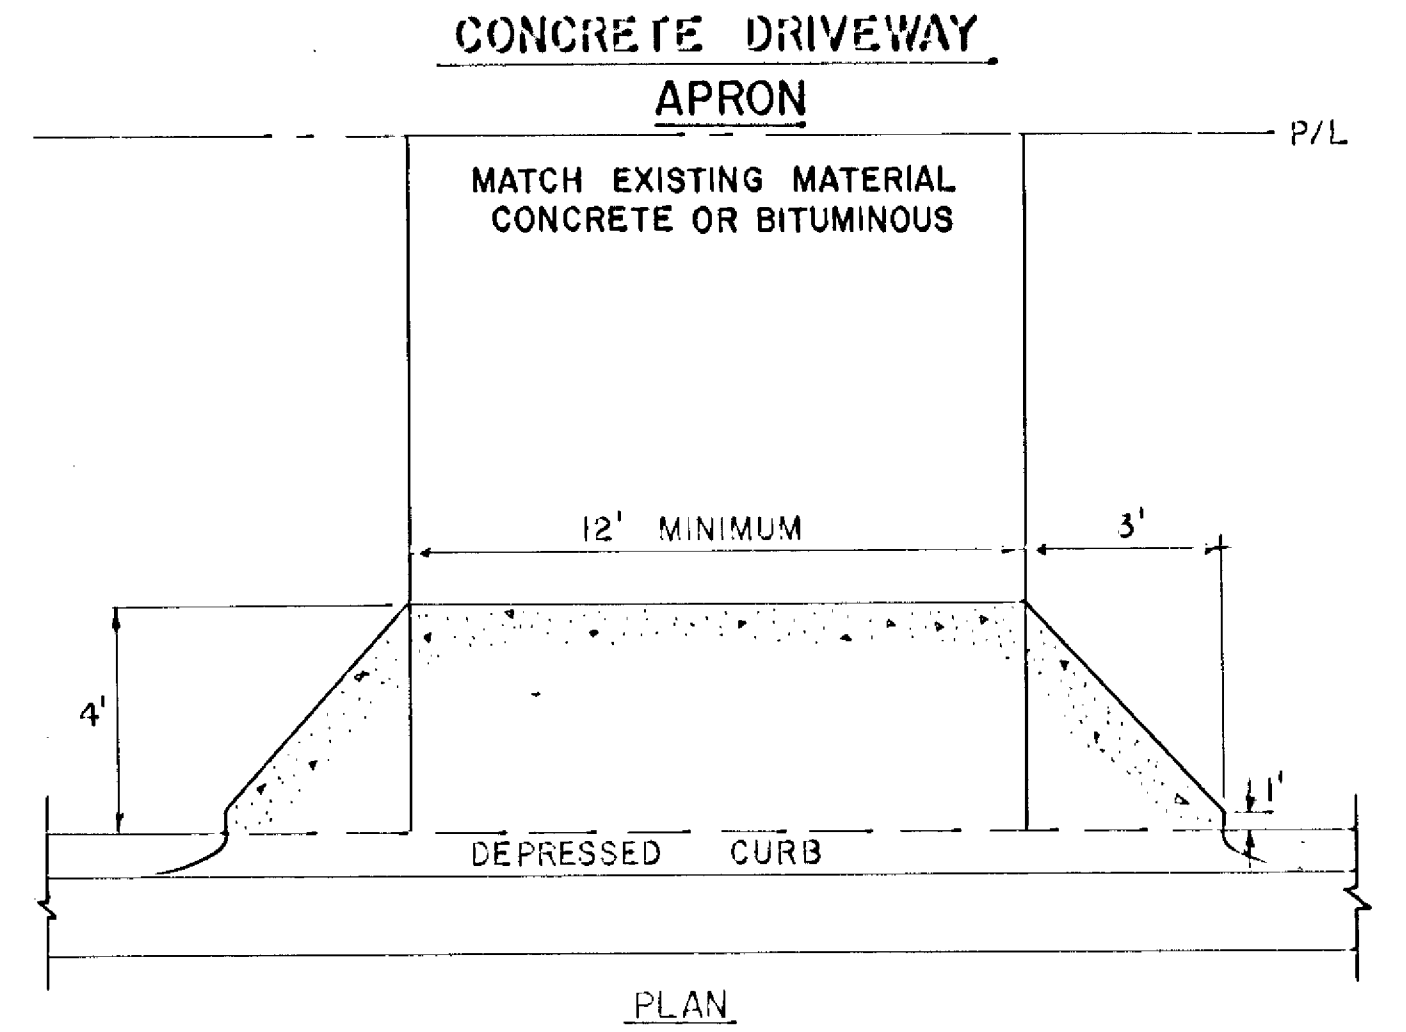 CONCRETE DRIVEWAY
APRON
P/L
MATCH EXISTING MATERIAL
CONCRETE OR BITUMINOUS
12' MINIMUM
3'
4'
1'
DEPRESSED CURB
PLAN